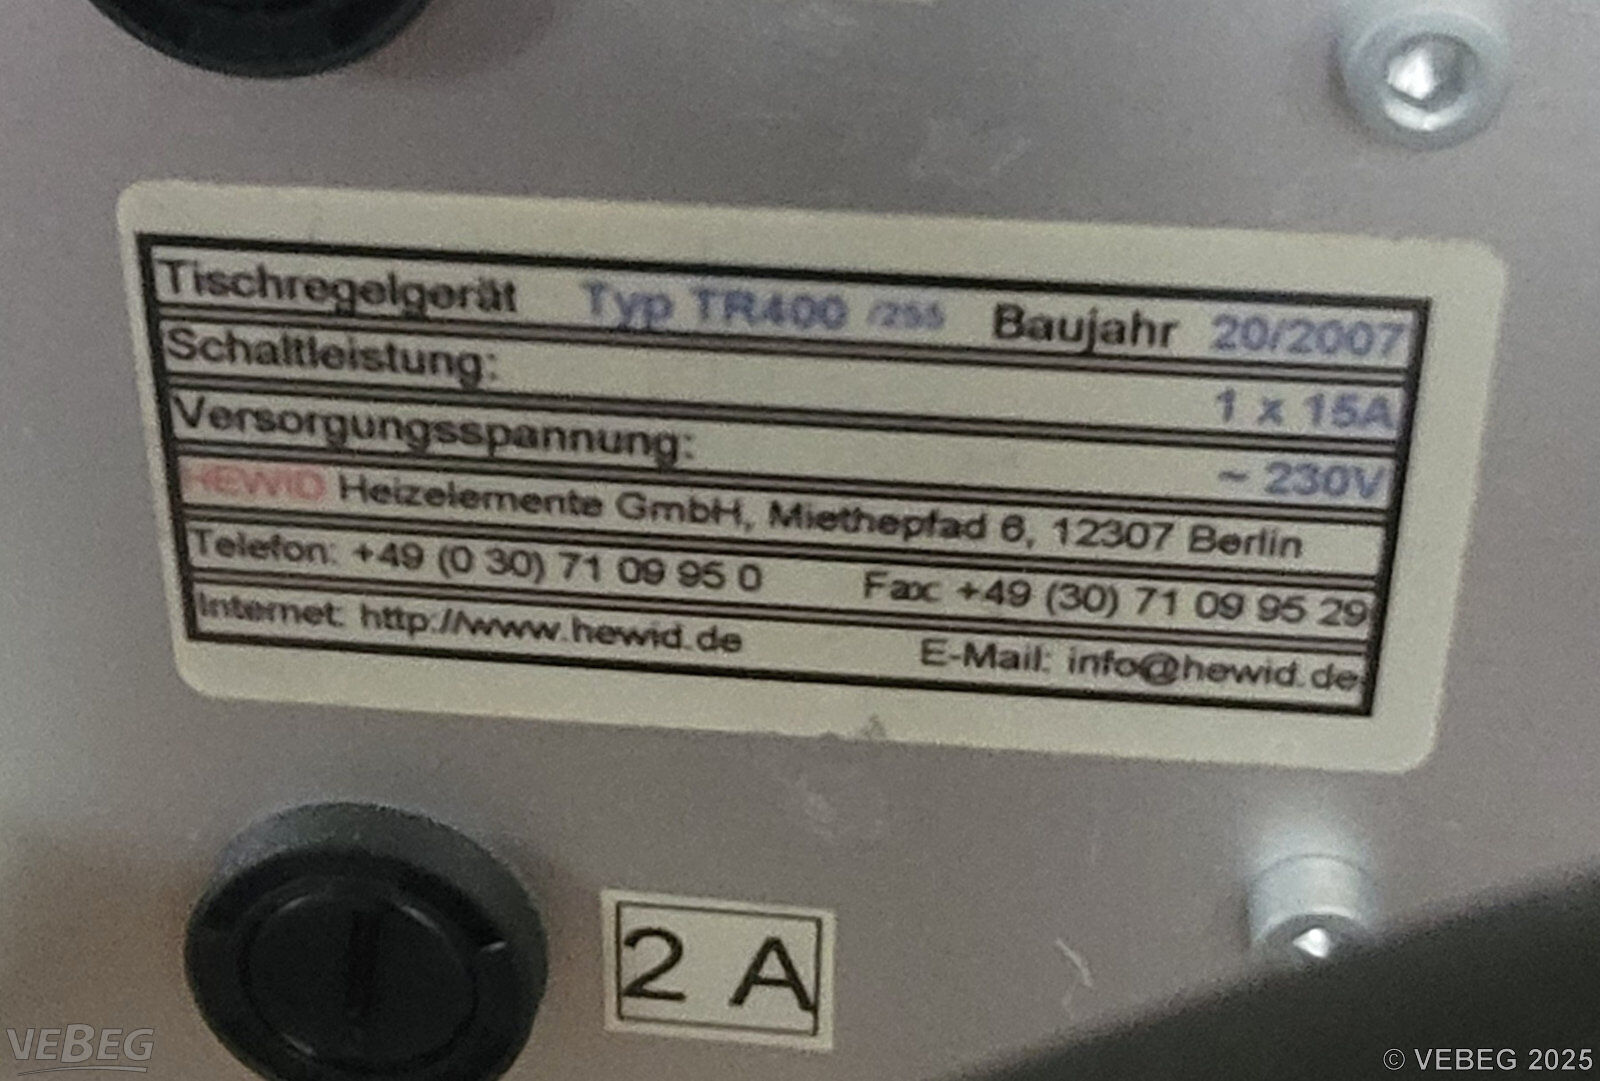 Tischregelgerät Typ TR400 /255 Baujahr 20/2007
Schaltleistung: 1 x 15A
Versorgungsspannung: ~ 230V
HEWID Heizelemente GmbH, Miethepfad 6, 12307 Berlin
Telefon: +49 (0 30) 71 09 95 0 Fax: +49 (30) 71 09 95 29
Internet: http://www.hewid.de E-Mail: info@hewid.de
2 A
VEBEG
© VEBEG 2025